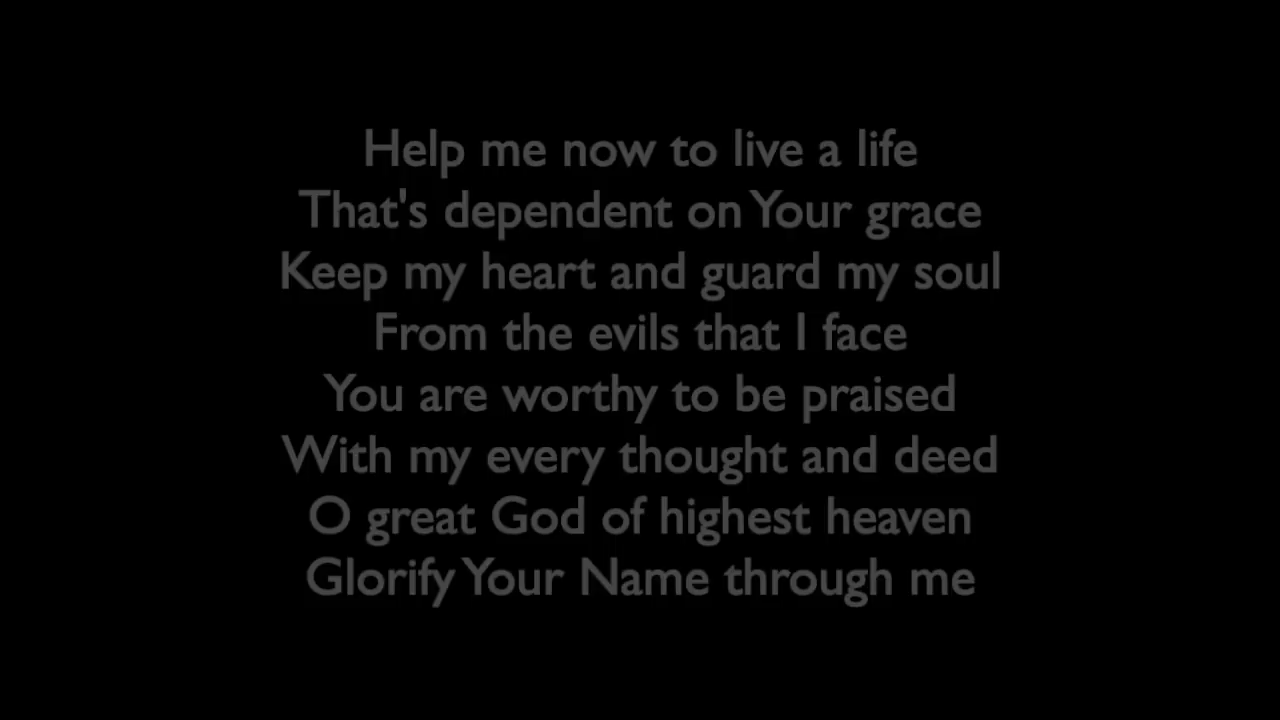 Help me now to live a life
That's dependent on Your grace
Keep my heart and guard my soul
From the evils that I face
You are worthy to be praised
With my every thought and deed
O great God of highest heaven
Glorify Your Name through me